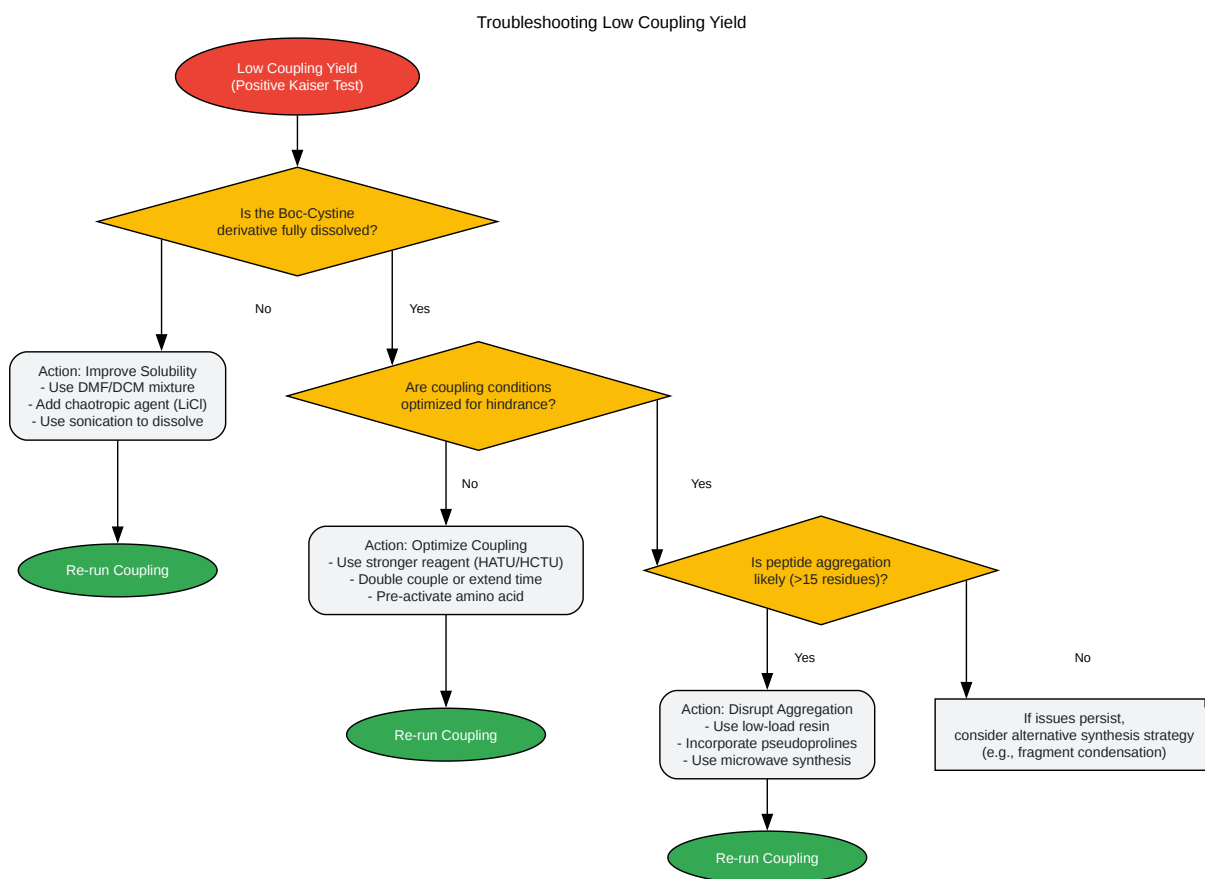 Troubleshooting Low Coupling Yield
Low Coupling Yield
(Positive Kaiser Test)
Is the Boc-Cystine
derivative fully dissolved?
No
Yes
Action: Improve Solubility
- Use DMF/DCM mixture
- Add chaotropic agent (LiCl)
- Use sonication to dissolve
Are coupling conditions
optimized for hindrance?
No
Yes
Re-run Coupling
Action: Optimize Coupling
- Use stronger reagent (HATU/HCTU)
- Double couple or extend time
- Pre-activate amino acid
Is peptide aggregation
likely (>15 residues)?
Yes
No
Re-run Coupling
Action: Disrupt Aggregation
- Use low-load resin
- Incorporate pseudoprolines
- Use microwave synthesis
If issues persist,
consider alternative synthesis strategy
(e.g., fragment condensation)
Re-run Coupling